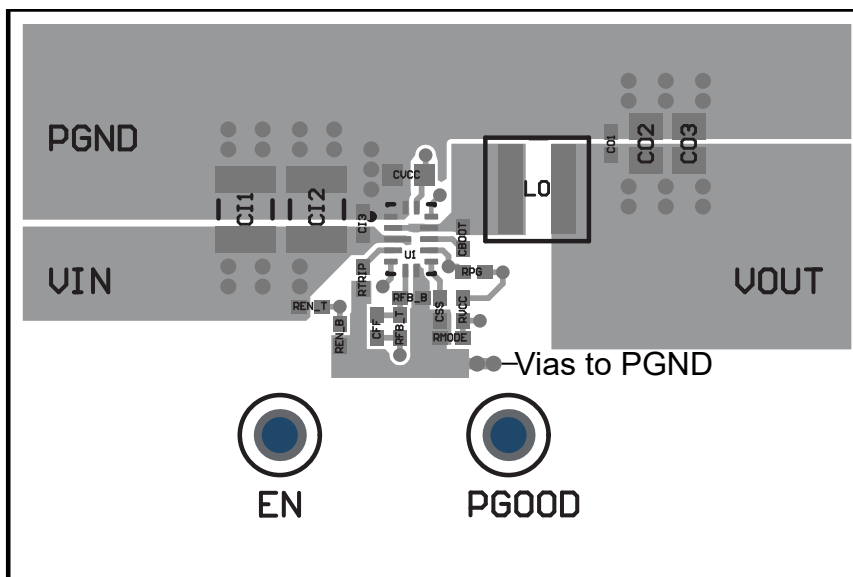 PGND
CI1
CI2
CI3
CVCC
U1
LO
CO1
CO2
CO3
VIN
VOUT
CBOOT
RTRIP
RPG
REN_T
REN_B
RFB_B
CFF
RFB_T
CSS
RVCC
RMODE
Vias to PGND
EN
PGOOD